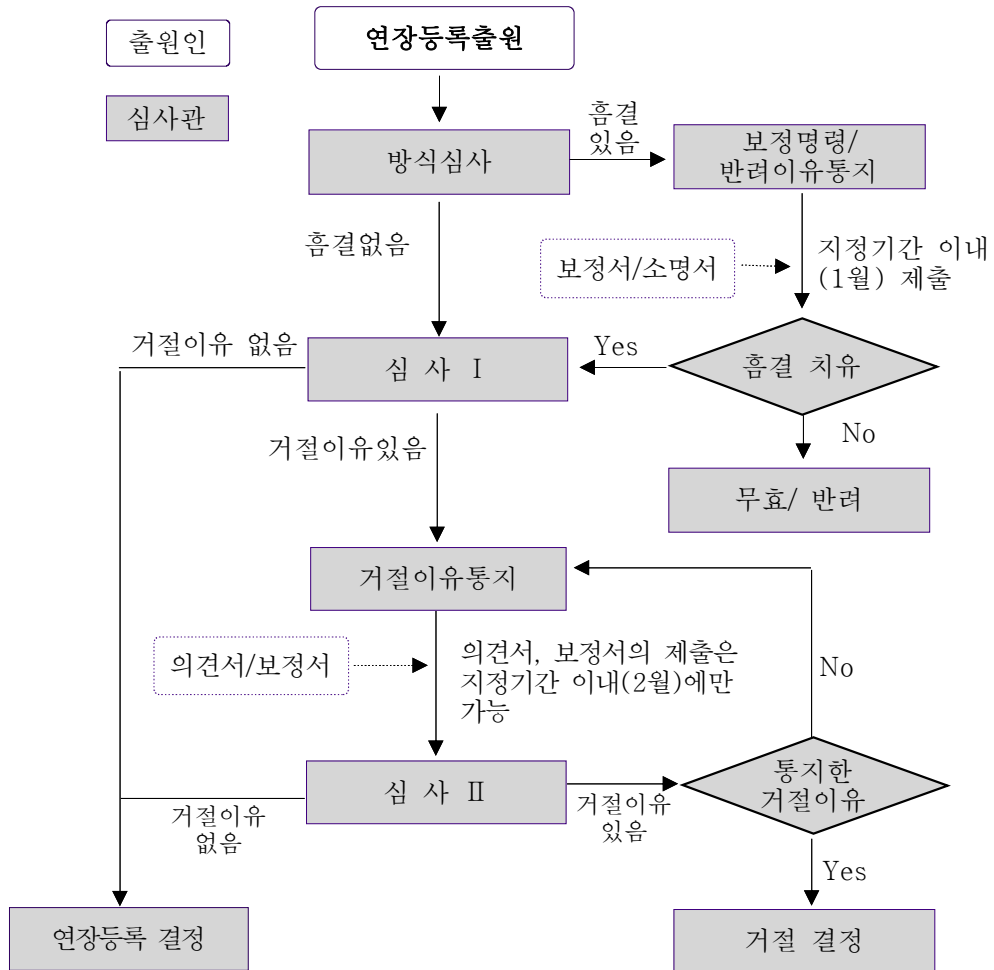 출원인
연장등록출원
심사관
방식심사
흠결
있음
보정명령/
반려이유통지
흠결없음
보정서/소명서
지정기간 이내
(1월) 제출
거절이유 없음
심 사 Ⅰ
Yes
흠결 치유
No
거절이유있음
무효/ 반려
거절이유통지
의견서/보정서
의견서, 보정서의 제출은
지정기간 이내(2월)에만
가능
No
심 사 Ⅱ
통지한
거절이유
거절이유
없음
거절이유
있음
Yes
연장등록 결정
거절 결정